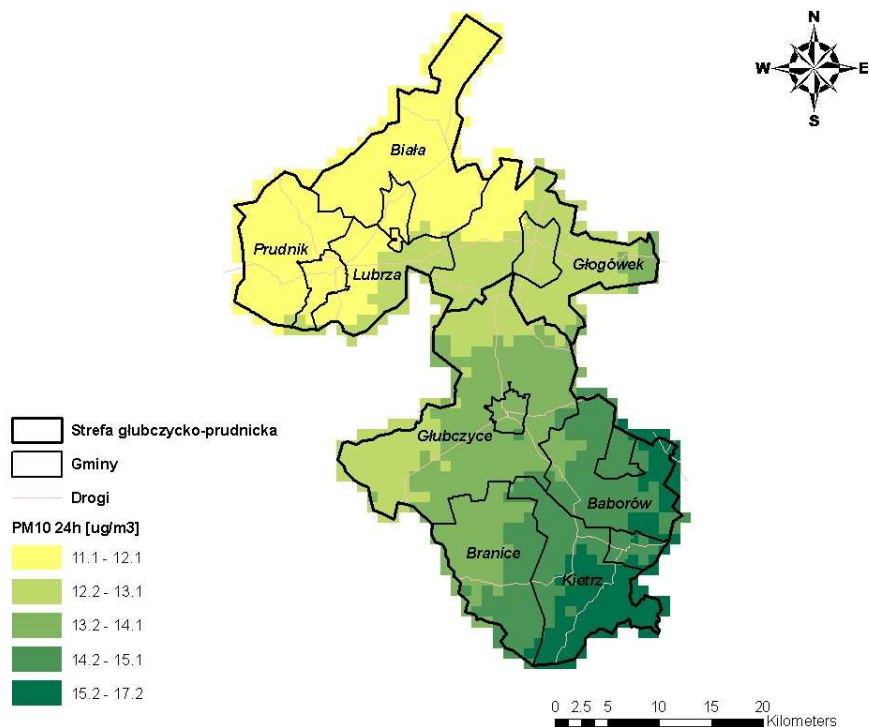 N
W E
S
Biała
Prudnik
Lubrza
Głogówek
Głubczyce
Baborów
Branice
Kietrz
Strefa głubczycko-prudnicka
Gminy
Drogi
PM10 24h [ug/m3]
11.1 - 12.1
12.2 - 13.1
13.2 - 14.1
14.2 - 15.1
15.2 - 17.2
0 2.5 5 10 15 20
Kilometers